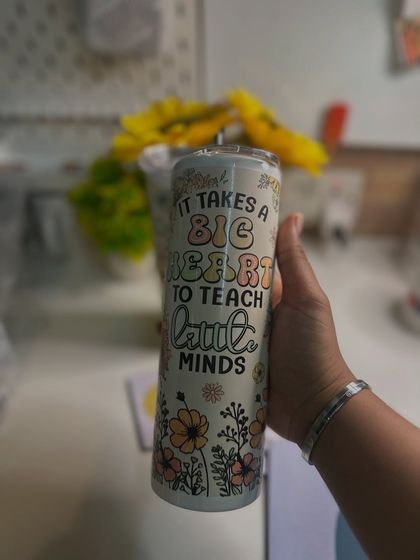 IT TAKES A
BIG
HEART
TO TEACH
little
MINDS